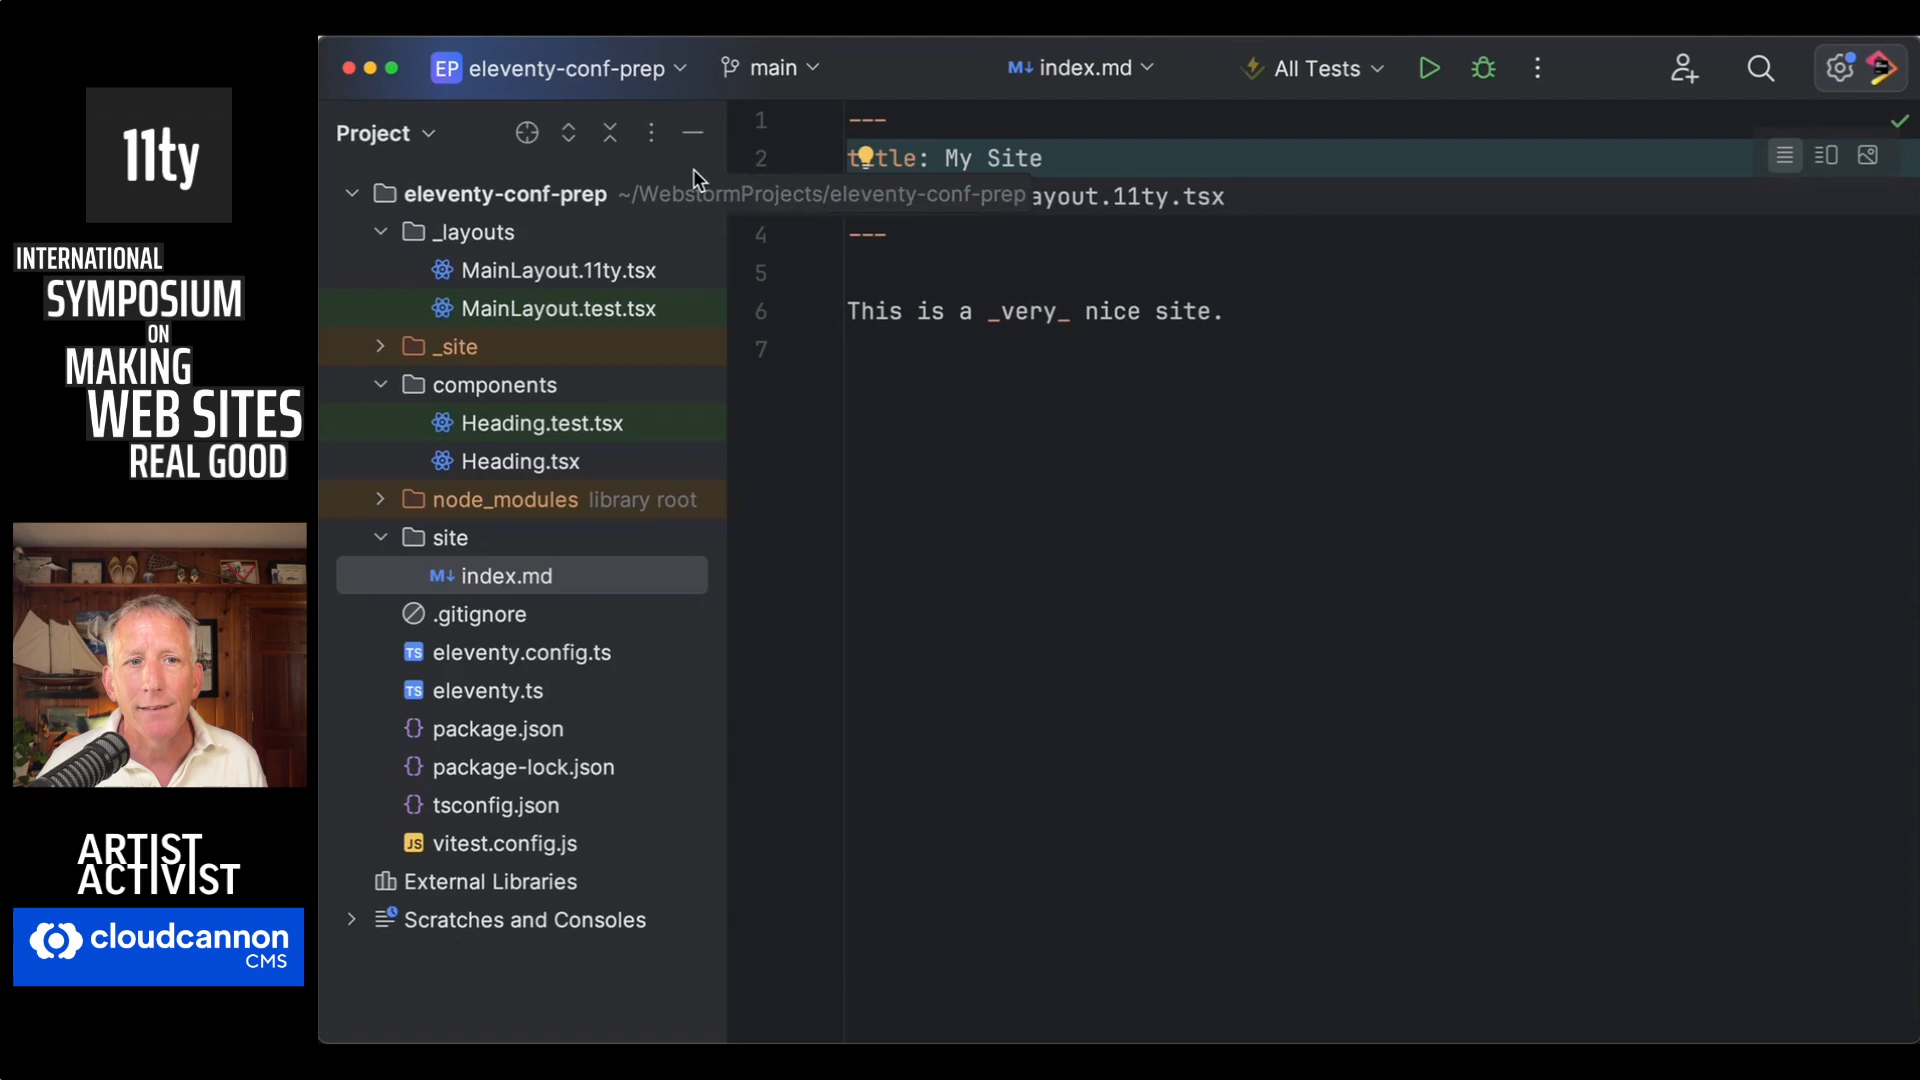 11ty
INTERNATIONAL
SYMPOSIUM
ON
MAKING
WEB SITES
REAL GOOD
ARTIST
ACTIVIST
cloudcannon
CMS
EP eleventy-conf-prep
main
M↓ index.md
All Tests
Project
eleventy-conf-prep ~/WebstormProjects/eleventy-conf-prep
_layouts
MainLayout.11ty.tsx
MainLayout.test.tsx
_site
components
Heading.test.tsx
Heading.tsx
node_modules library root
site
M↓ index.md
.gitignore
TS eleventy.config.ts
TS eleventy.ts
{} package.json
{} package-lock.json
{} tsconfig.json
JS vitest.config.js
External Libraries
Scratches and Consoles
1 ---
2 title: My Site
ayout.11ty.tsx
4 ---
5
6 This is a _very_ nice site.
7